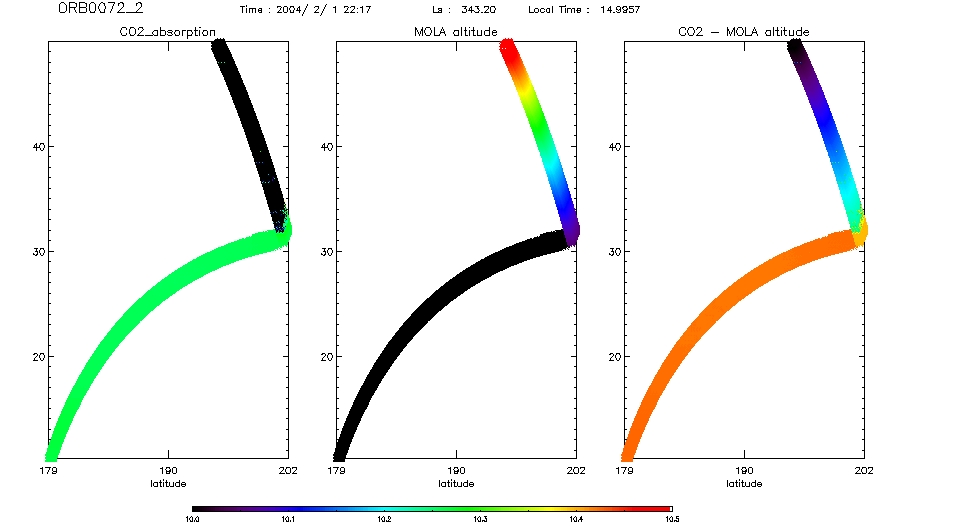 ORB0072_2 Time : 2004/ 2/ 1 22:17 Ls : 343.20 Local Time : 14.9957
CO2_absorption MOLA altitude CO2 - MOLA altitude
40 40 40
30 30 30
20 20 20
179 190 202 179 190 202 179 190 202
latitude latitude latitude
10.0 10.1 10.2 10.3 10.4 10.5